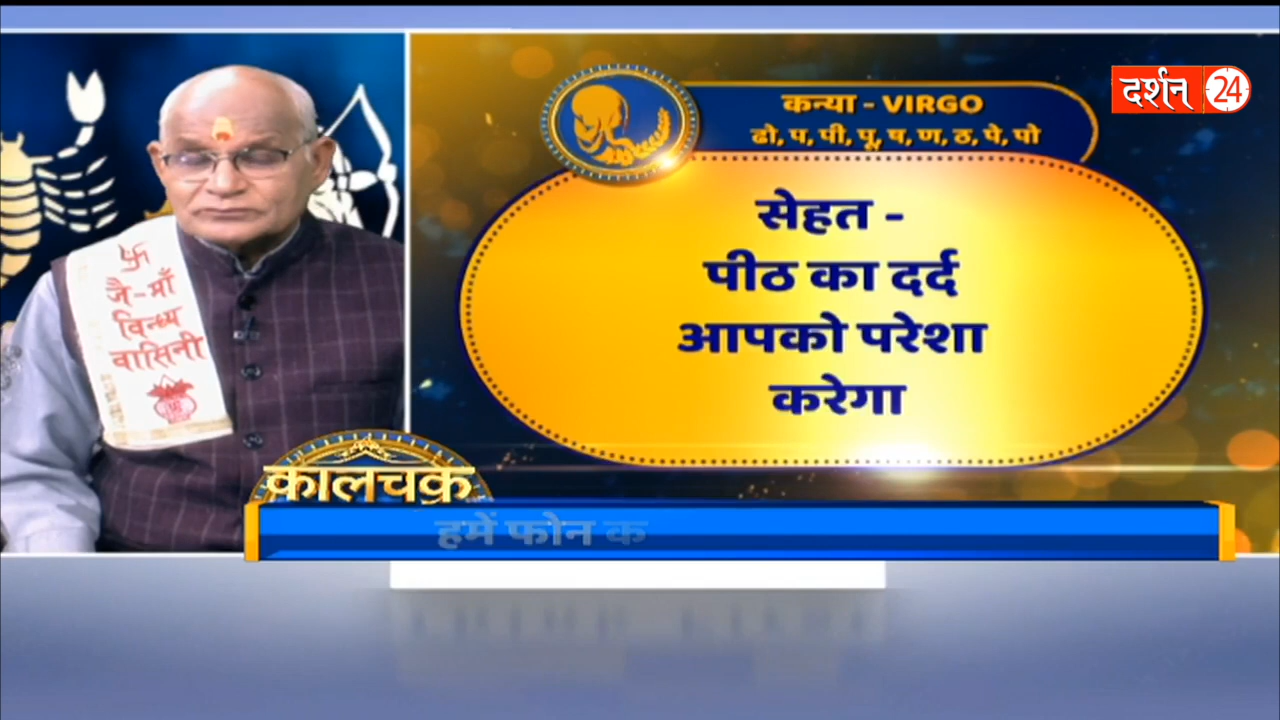 दर्शन 24
कन्या - VIRGO
ढो, प, पी, पू, ष, ण, ठ, पे, पो
सेहत -
पीठ का दर्द
आपको परेशा
करेगा
जै-माँ
विन्ध्य
वासिनी
कालचक्र
हमें फोन क